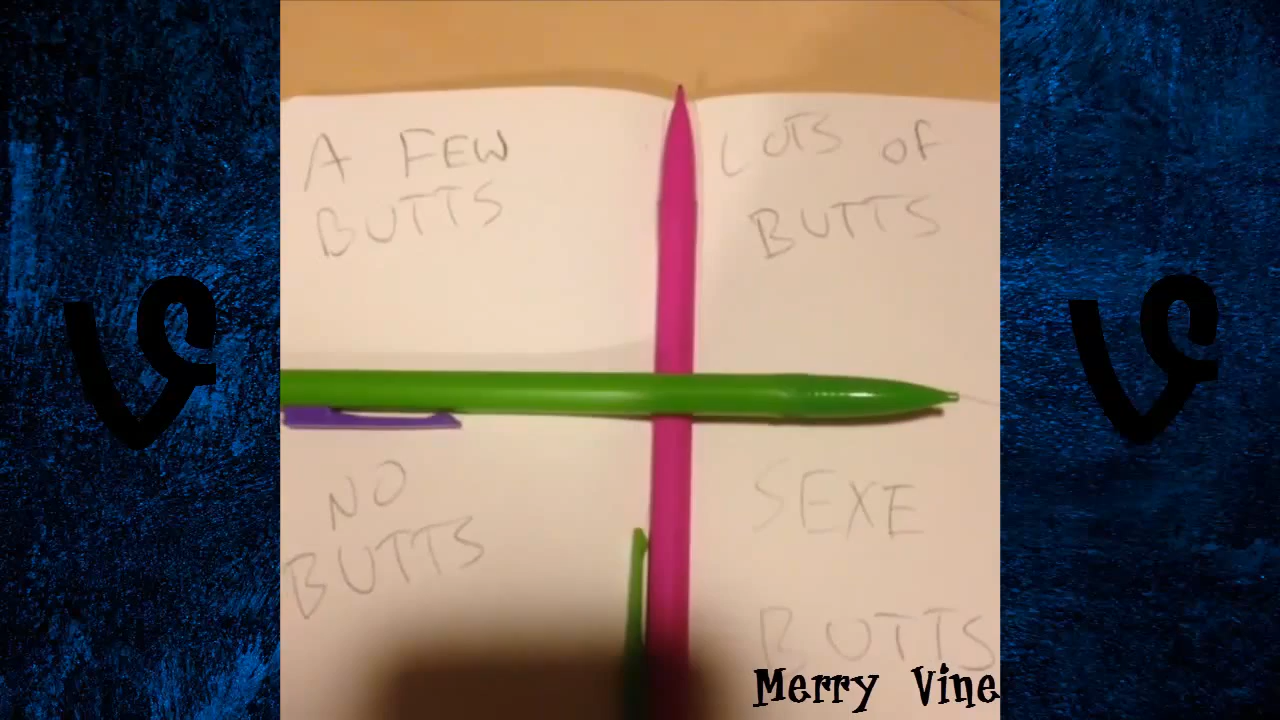 A FEW
BUTTS
LOTS OF
BUTTS
NO
BUTTS
SEXE
BUTTS
Merry Vine